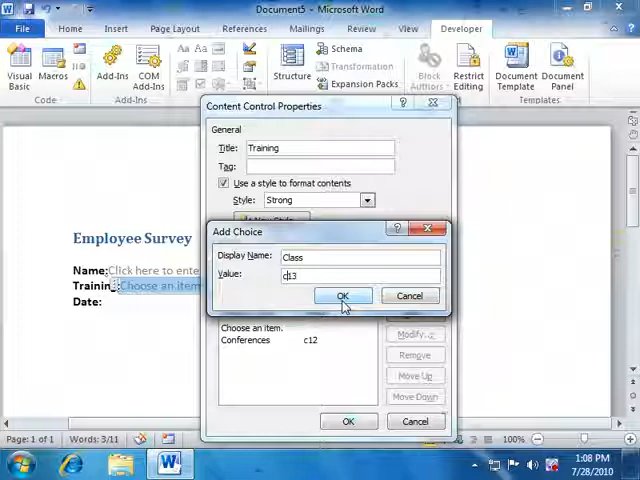 Document5 - Microsoft Word
File Home Insert Page Layout References Mailings Review View Developer
Visual Basic
Macros
Code
Add-Ins
COM Add-Ins
Add-Ins
Aa Aa
Structure
Schema
Transformation
Expansion Packs
Block Authors
Restrict Editing
Document Template
Document Panel
Templates
Employee Survey
Name:Click here to ente
Training:Choose an item
Date:
Content Control Properties
General
Title: Training
Tag:
Use a style to format contents
Style: Strong
Add Choice
Display Name: Class
Value: c13
OK Cancel
Choose an item.
Conferences c12
Modify...
Remove
Move Up
Move Down
OK Cancel
Page: 1 of 1 Words: 3/11 100%
1:08 PM
7/28/2010